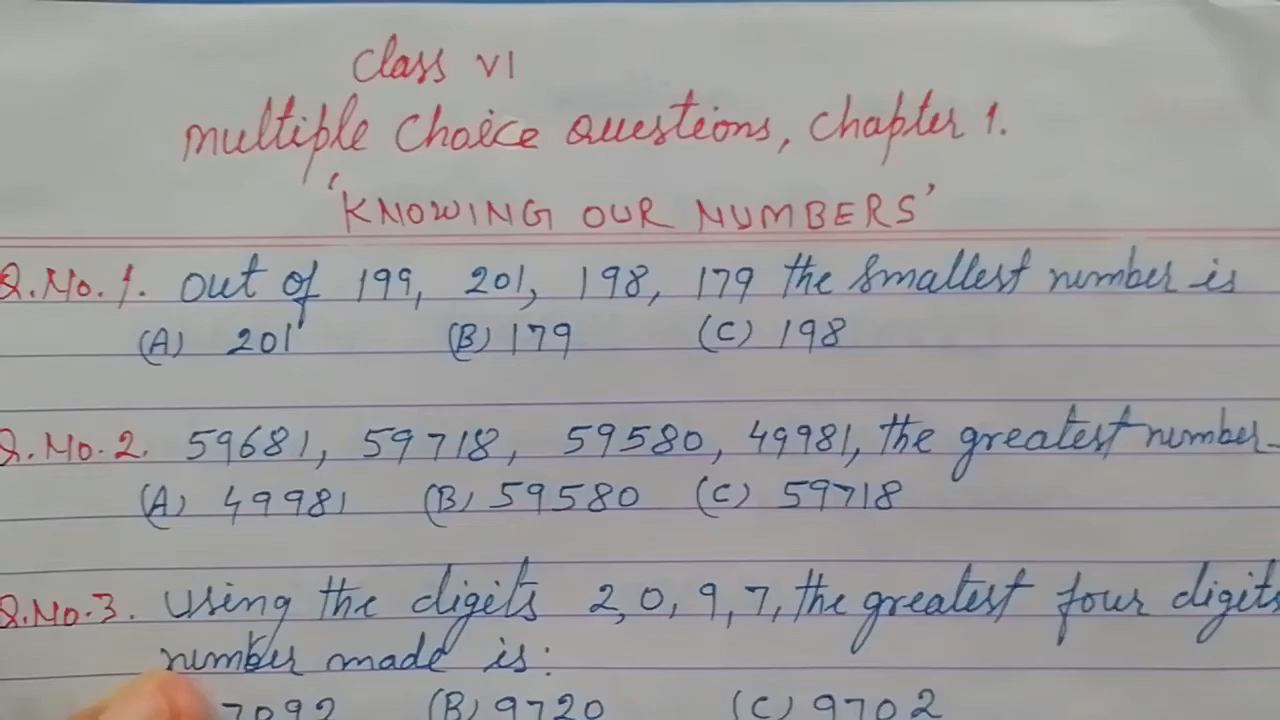 Class VI
Multiple Choice Questions, Chapter 1.
'KNOWING OUR NUMBERS'
Q.No.1. Out of 199, 201, 198, 179 the smallest number is
(A) 201 (B) 179 (C) 198
Q.No.2. 59681, 59718, 59580, 49981, the greatest number-
(A) 49981 (B) 59580 (C) 59718
Q.No.3. Using the digits 2,0,9,7, the greatest four digits
number made is:
7092 (B) 9720 (C) 9702